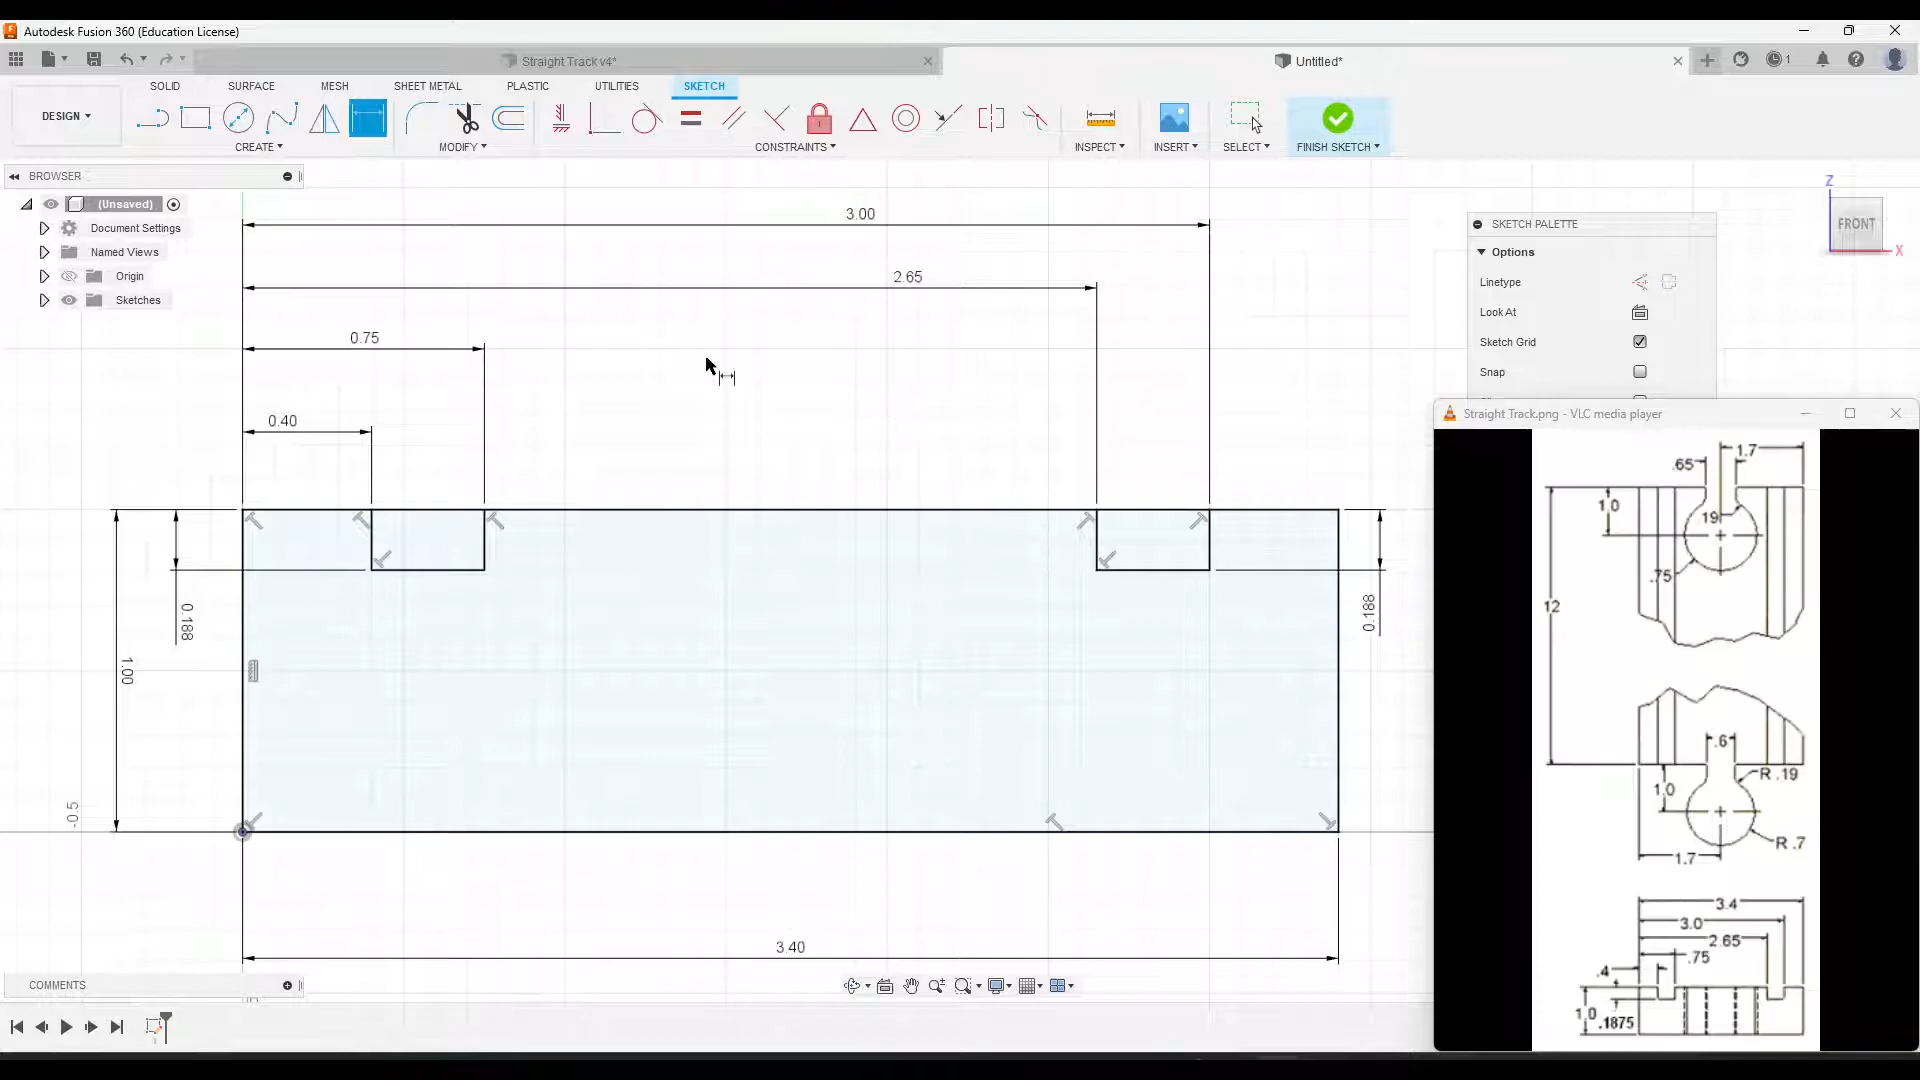 Autodesk Fusion 360 (Education License)
Straight Track v4*
Untitled*
1
DESIGN
SOLID
SURFACE
MESH
SHEET METAL
PLASTIC
UTILITIES
SKETCH
CREATE
MODIFY
CONSTRAINTS
INSPECT
INSERT
SELECT
FINISH SKETCH
BROWSER
(Unsaved)
Document Settings
Named Views
Origin
Sketches
3.00
2.65
0.75
0.40
0.188
1.00
0.188
-0.5
3.40
SKETCH PALETTE
Options
Linetype
Look At
Sketch Grid
Snap
Z
FRONT
X
Straight Track.png - VLC media player
1.7
.65
1.0
19
.75
12
.6
R .19
1.0
R .7
1.7
3.4
3.0
2.65
.75
.4
1.0
.1875
COMMENTS